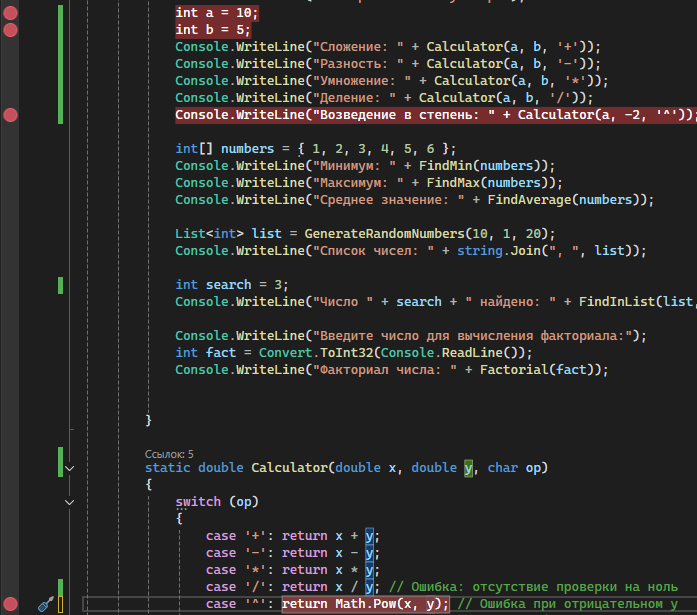 int a = 10;
int b = 5;
Console.WriteLine("Сложение: " + Calculator(a, b, '+'));
Console.WriteLine("Разность: " + Calculator(a, b, '-'));
Console.WriteLine("Умножение: " + Calculator(a, b, '*'));
Console.WriteLine("Деление: " + Calculator(a, b, '/'));
Console.WriteLine("Возведение в степень: " + Calculator(a, -2, '^'));
int[] numbers = { 1, 2, 3, 4, 5, 6 };
Console.WriteLine("Минимум: " + FindMin(numbers));
Console.WriteLine("Максимум: " + FindMax(numbers));
Console.WriteLine("Среднее значение: " + FindAverage(numbers));
List<int> list = GenerateRandomNumbers(10, 1, 20);
Console.WriteLine("Список чисел: " + string.Join(", ", list));
int search = 3;
Console.WriteLine("Число " + search + " найдено: " + FindInList(list,
Console.WriteLine("Введите число для вычисления факториала:");
int fact = Convert.ToInt32(Console.ReadLine());
Console.WriteLine("Факториал числа: " + Factorial(fact));
}
Ссылок: 5
static double Calculator(double x, double y, char op)
{
switch (op)
{
case '+': return x + y;
case '-': return x - y;
case '*': return x * y;
case '/': return x / y; // Ошибка: отсутствие проверки на ноль
case '^': return Math.Pow(x, y); // Ошибка при отрицательном y